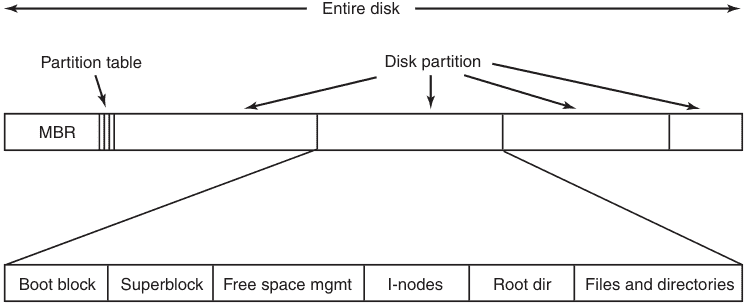 Entire disk
Partition table
Disk partition
MBR
Boot block
Superblock
Free space mgmt
I-nodes
Root dir
Files and directories